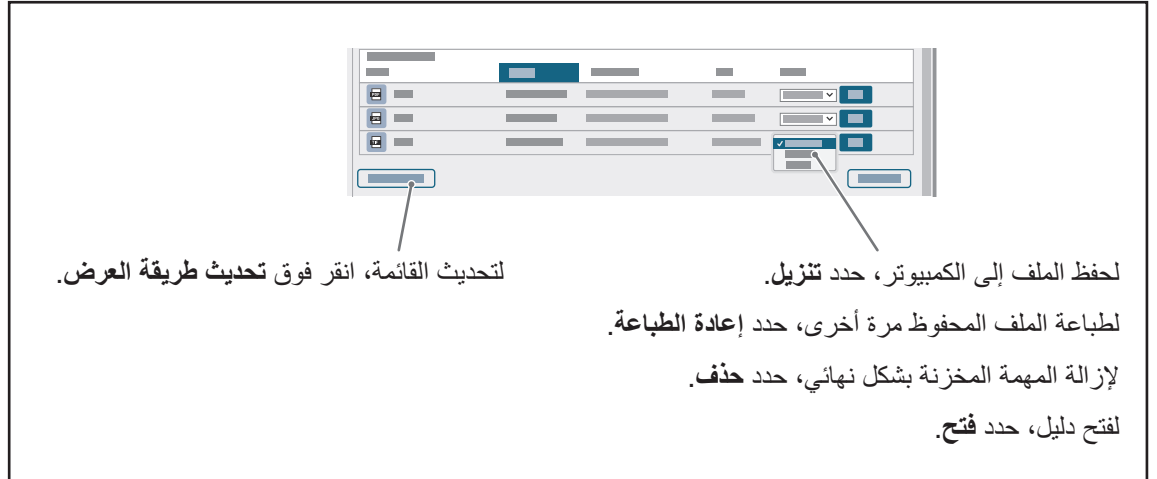 لحفظ الملف إلى الكمبيوتر، حدد تنزيل.
لطباعة الملف المحفوظ مرة أخرى، حدد إعادة الطباعة.
لإزالة المهمة المخزنة بشكل نهائي، حدد حذف.
لفتح دليل، حدد فتح.
لتحديث القائمة، انقر فوق تحديث طريقة العرض.